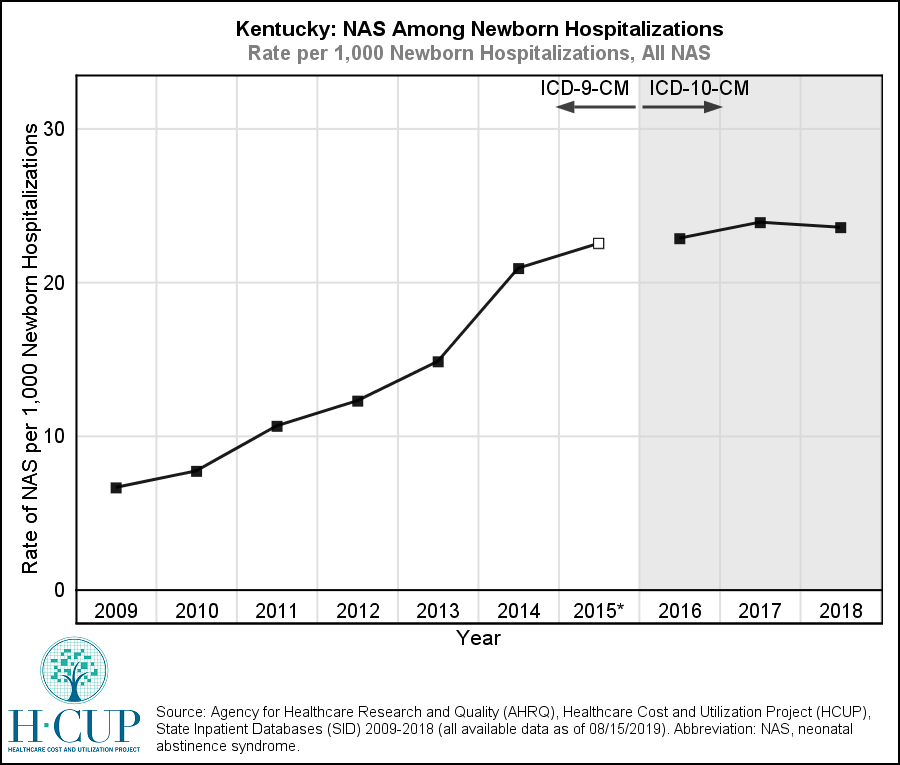 Kentucky: NAS Among Newborn Hospitalizations
Rate per 1,000 Newborn Hospitalizations, All NAS
ICD-9-CM ICD-10-CM
Rate of NAS per 1,000 Newborn Hospitalizations
30
20
10
0
2009 2010 2011 2012 2013 2014 2015* 2016 2017 2018
Year
H·CUP
HEALTHCARE COST AND UTILIZATION PROJECT
Source: Agency for Healthcare Research and Quality (AHRQ), Healthcare Cost and Utilization Project (HCUP),
State Inpatient Databases (SID) 2009-2018 (all available data as of 08/15/2019). Abbreviation: NAS, neonatal
abstinence syndrome.